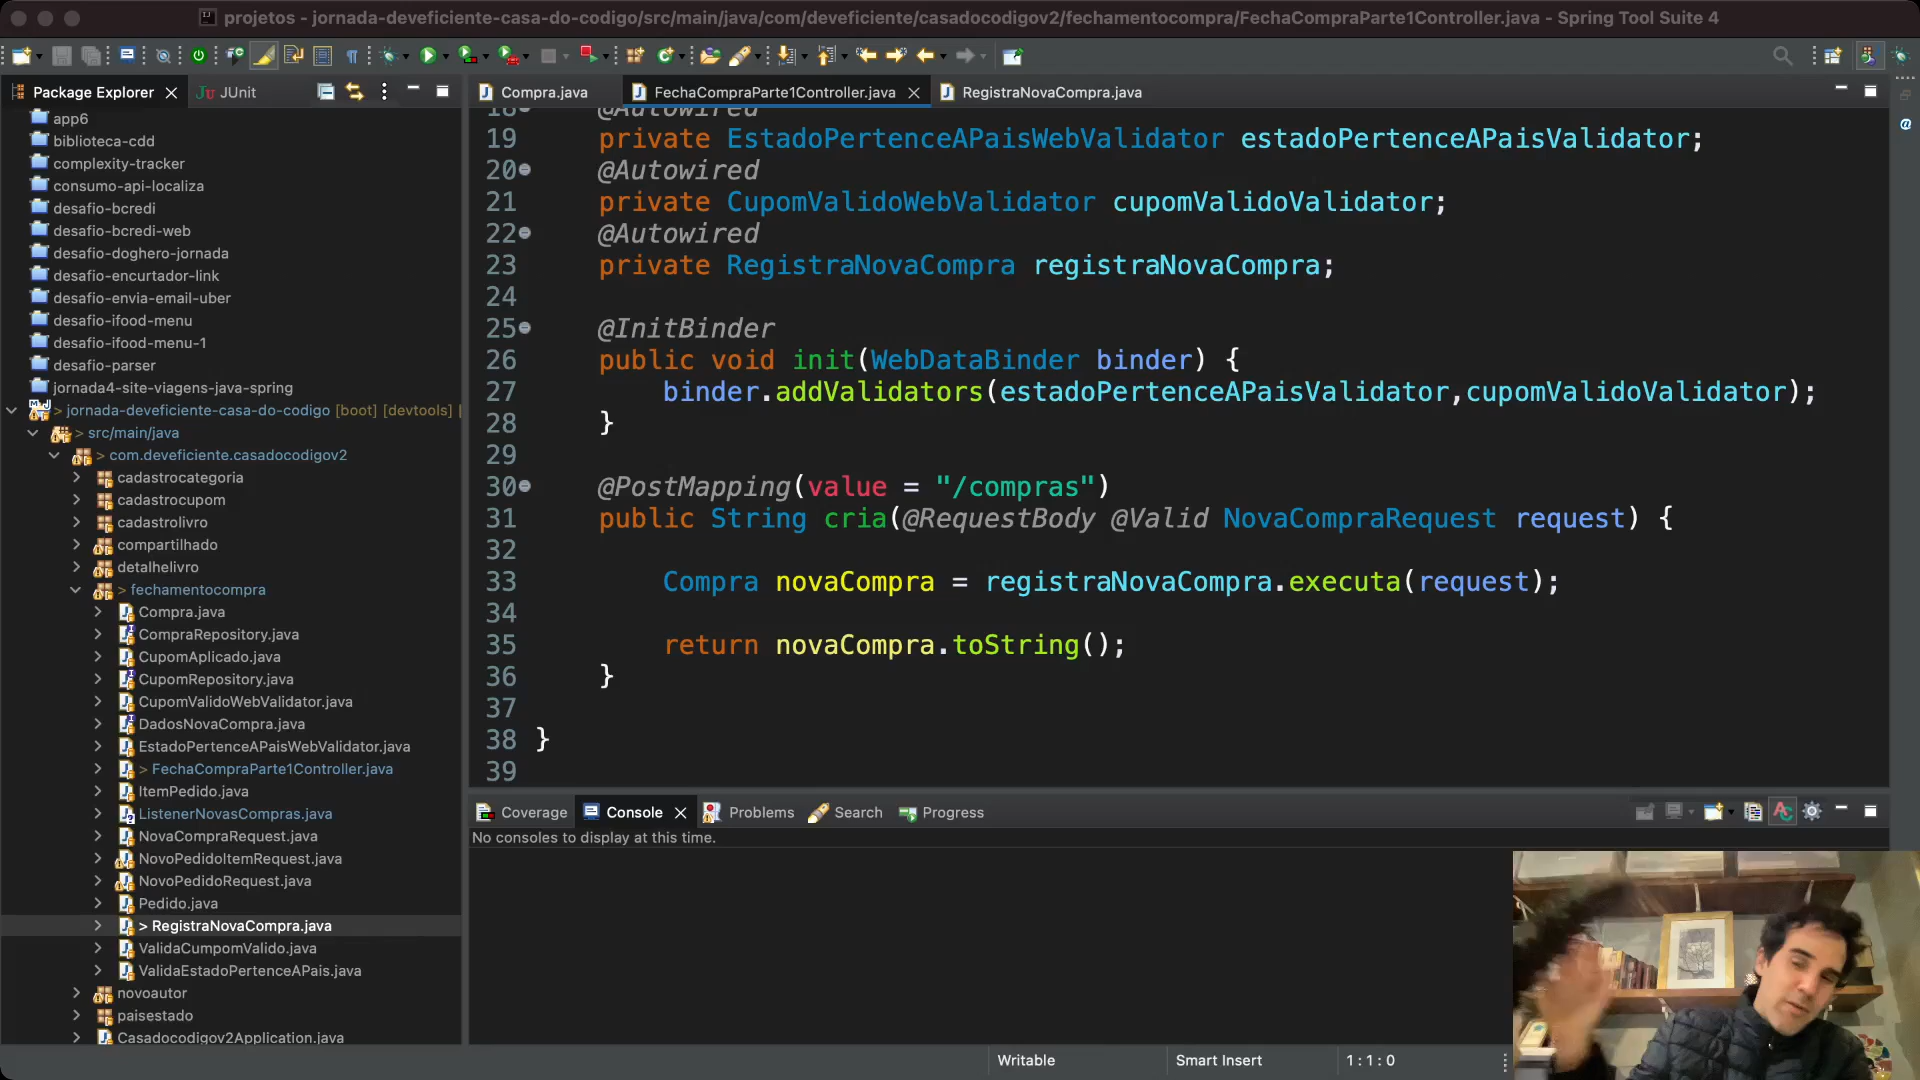 projetos - jornada-deveficiente-casa-do-codigo/src/main/java/com/deveficiente/casadocodigov2/fechamentocompra/FechaCompraParte1Controller.java - Spring Tool Suite 4
Package Explorer
JUnit
app6
biblioteca-cdd
complexity-tracker
consumo-api-localiza
desafio-bcredi
desafio-bcredi-web
desafio-doghero-jornada
desafio-encurtador-link
desafio-envia-email-uber
desafio-ifood-menu
desafio-ifood-menu-1
desafio-parser
jornada4-site-viagens-java-spring
> jornada-deveficiente-casa-do-codigo [boot] [devtools] [
> src/main/java
> com.deveficiente.casadocodigov2
cadastrocategoria
cadastrocupom
cadastrolivro
compartilhado
detalhelivro
> fechamentocompra
Compra.java
CompraRepository.java
CupomAplicado.java
CupomRepository.java
CupomValidoWebValidator.java
DadosNovaCompra.java
EstadoPertenceAPaisWebValidator.java
> FechaCompraParte1Controller.java
ItemPedido.java
ListenerNovasCompras.java
NovaCompraRequest.java
NovoPedidoItemRequest.java
NovoPedidoRequest.java
Pedido.java
> RegistraNovaCompra.java
ValidaCumpomValido.java
ValidaEstadoPertenceAPais.java
novoautor
paisestado
Casadocodigov2Application.java
Compra.java
FechaCompraParte1Controller.java
RegistraNovaCompra.java
18 @Autowired
19 private EstadoPertenceAPaisWebValidator estadoPertenceAPaisValidator;
20 @Autowired
21 private CupomValidoWebValidator cupomValidoValidator;
22 @Autowired
23 private RegistraNovaCompra registraNovaCompra;
24
25 @InitBinder
26 public void init(WebDataBinder binder) {
27 binder.addValidators(estadoPertenceAPaisValidator,cupomValidoValidator);
28 }
29
30 @PostMapping(value = "/compras")
31 public String cria(@RequestBody @Valid NovaCompraRequest request) {
32
33 Compra novaCompra = registraNovaCompra.executa(request);
34
35 return novaCompra.toString();
36 }
37
38 }
39
Coverage
Console
Problems
Search
Progress
No consoles to display at this time.
Writable
Smart Insert
1 : 1 : 0